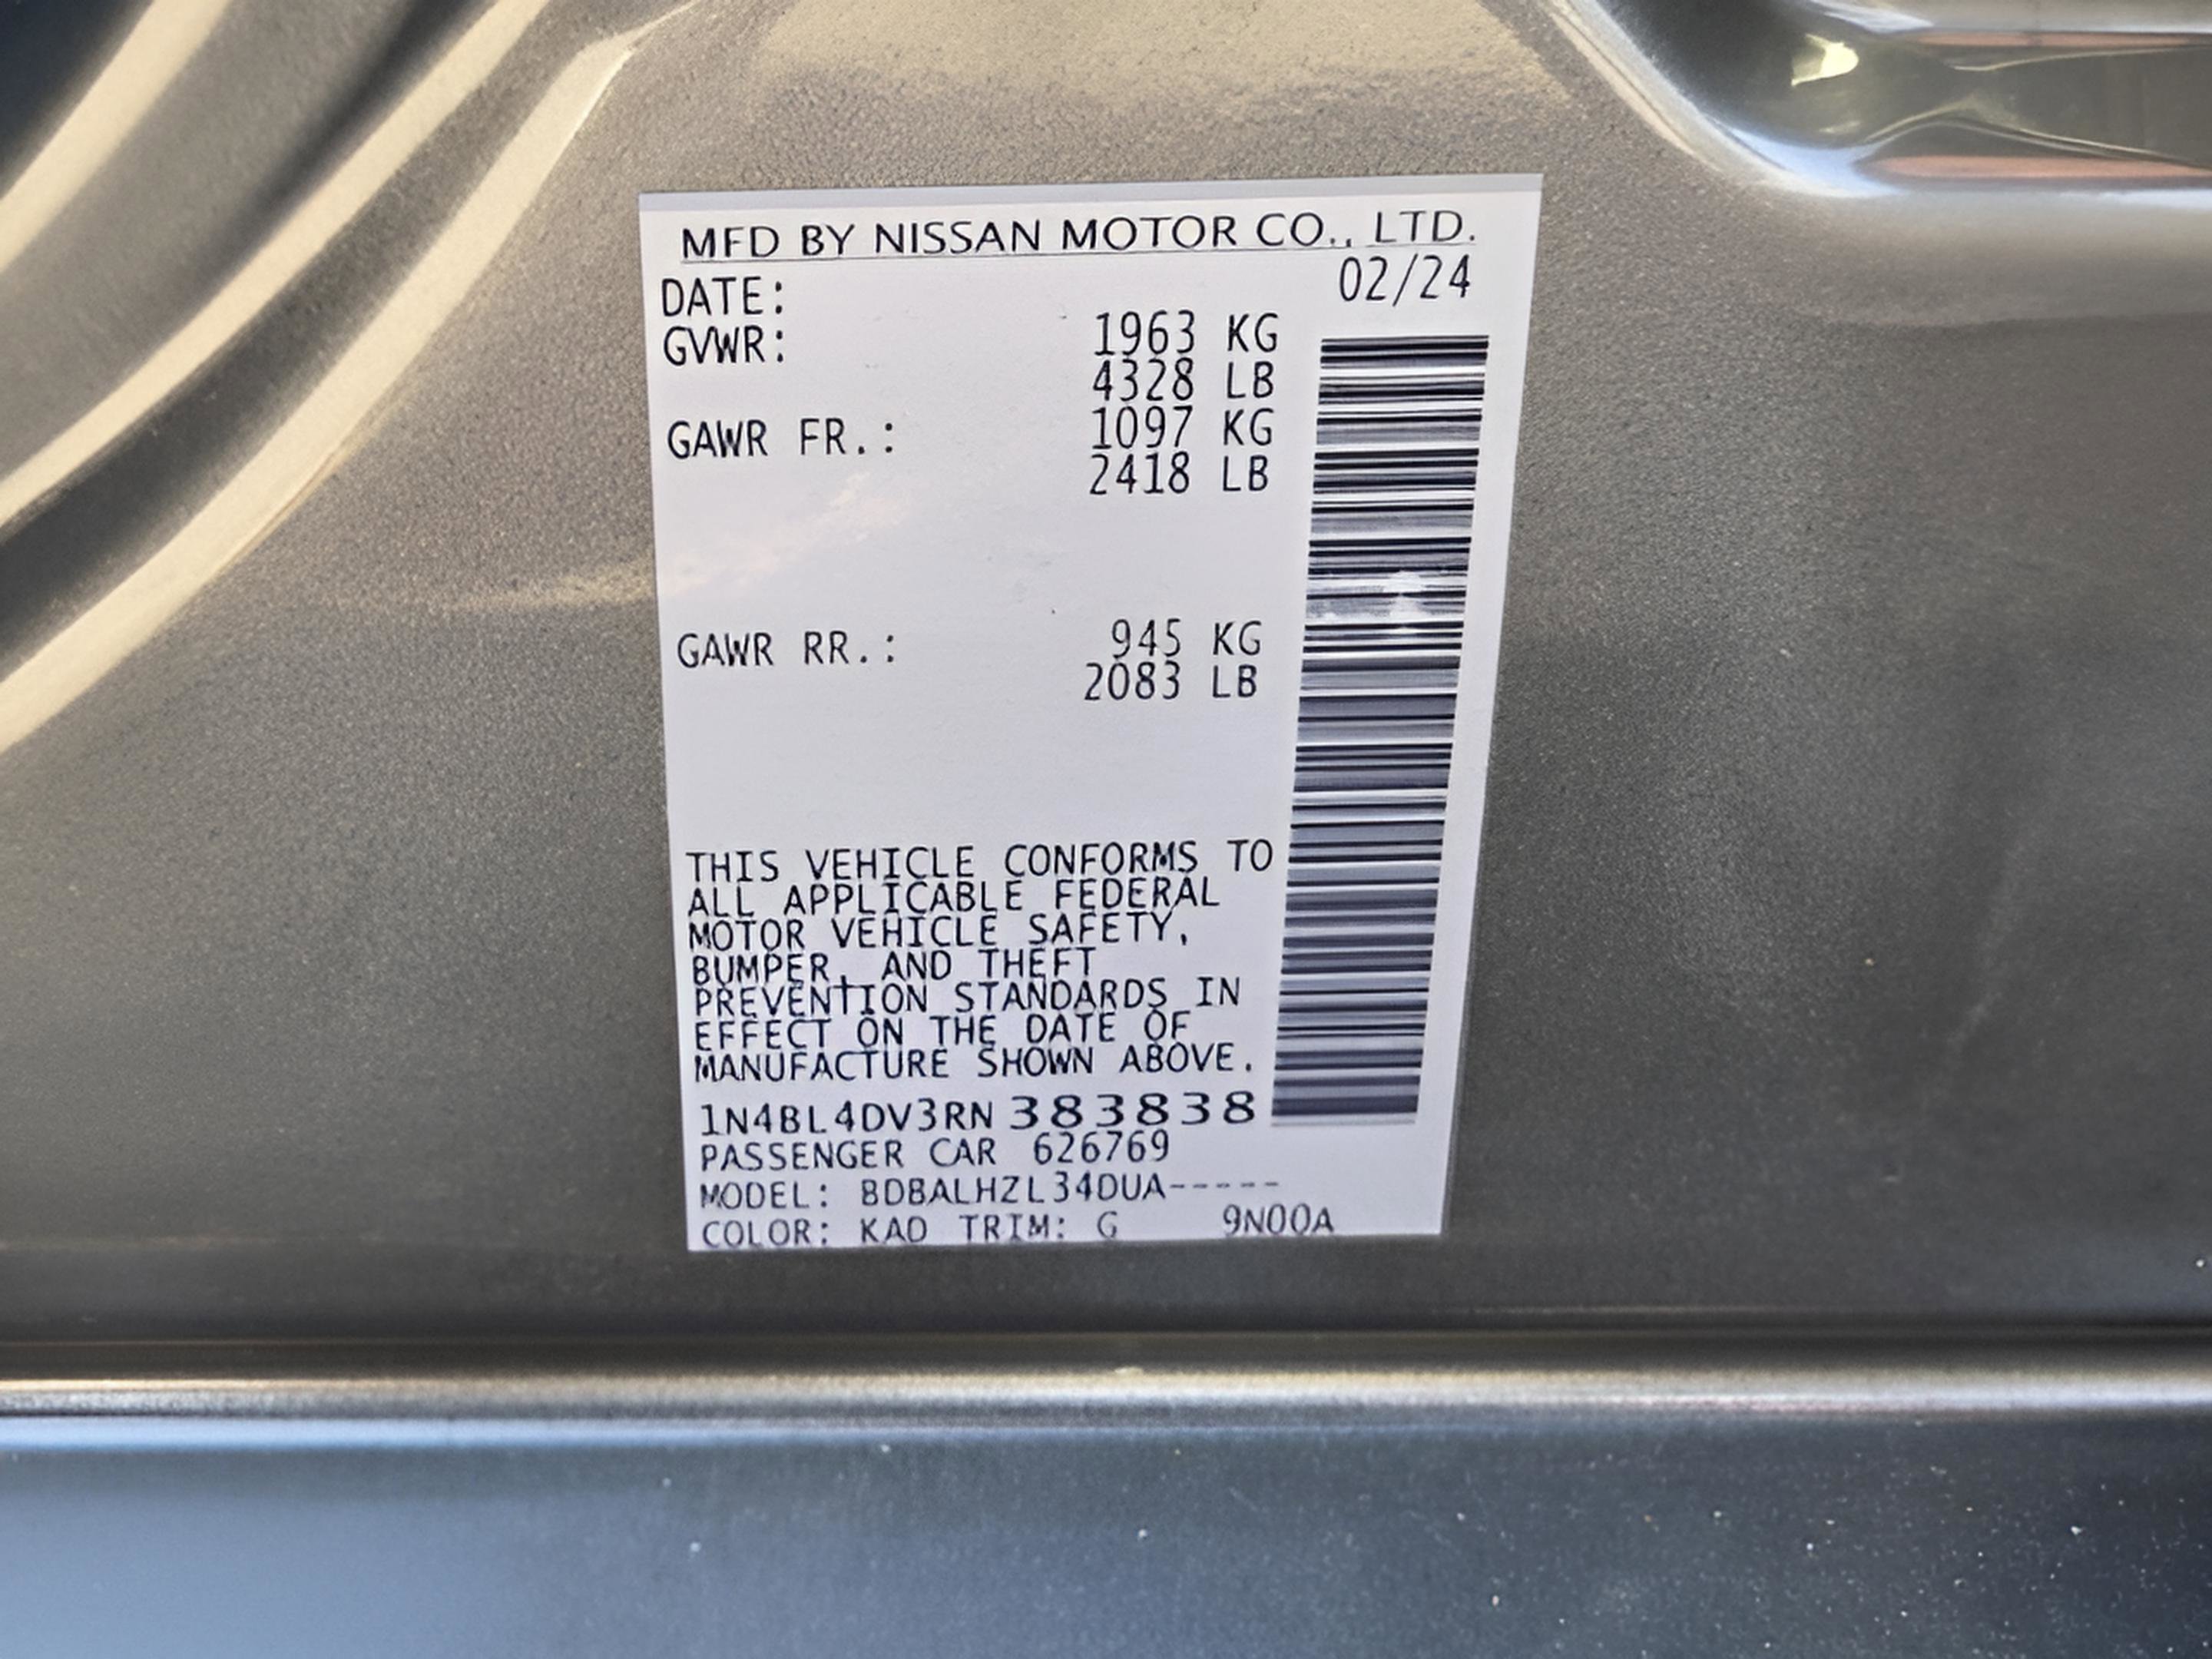 MFD BY NISSAN MOTOR CO., LTD.
DATE: 02/24
GVWR: 1963 KG
4328 LB
GAWR FR.: 1097 KG
2418 LB
GAWR RR.: 945 KG
2083 LB
THIS VEHICLE CONFORMS TO
ALL APPLICABLE FEDERAL
MOTOR VEHICLE SAFETY,
BUMPER, AND THEFT
PREVENTION STANDARDS IN
EFFECT ON THE DATE OF
MANUFACTURE SHOWN ABOVE.
1N4BL4DV3RN383838
PASSENGER CAR 626769
MODEL: BDBALHZL34DUA-----
COLOR: KAD TRIM: G 9N00A